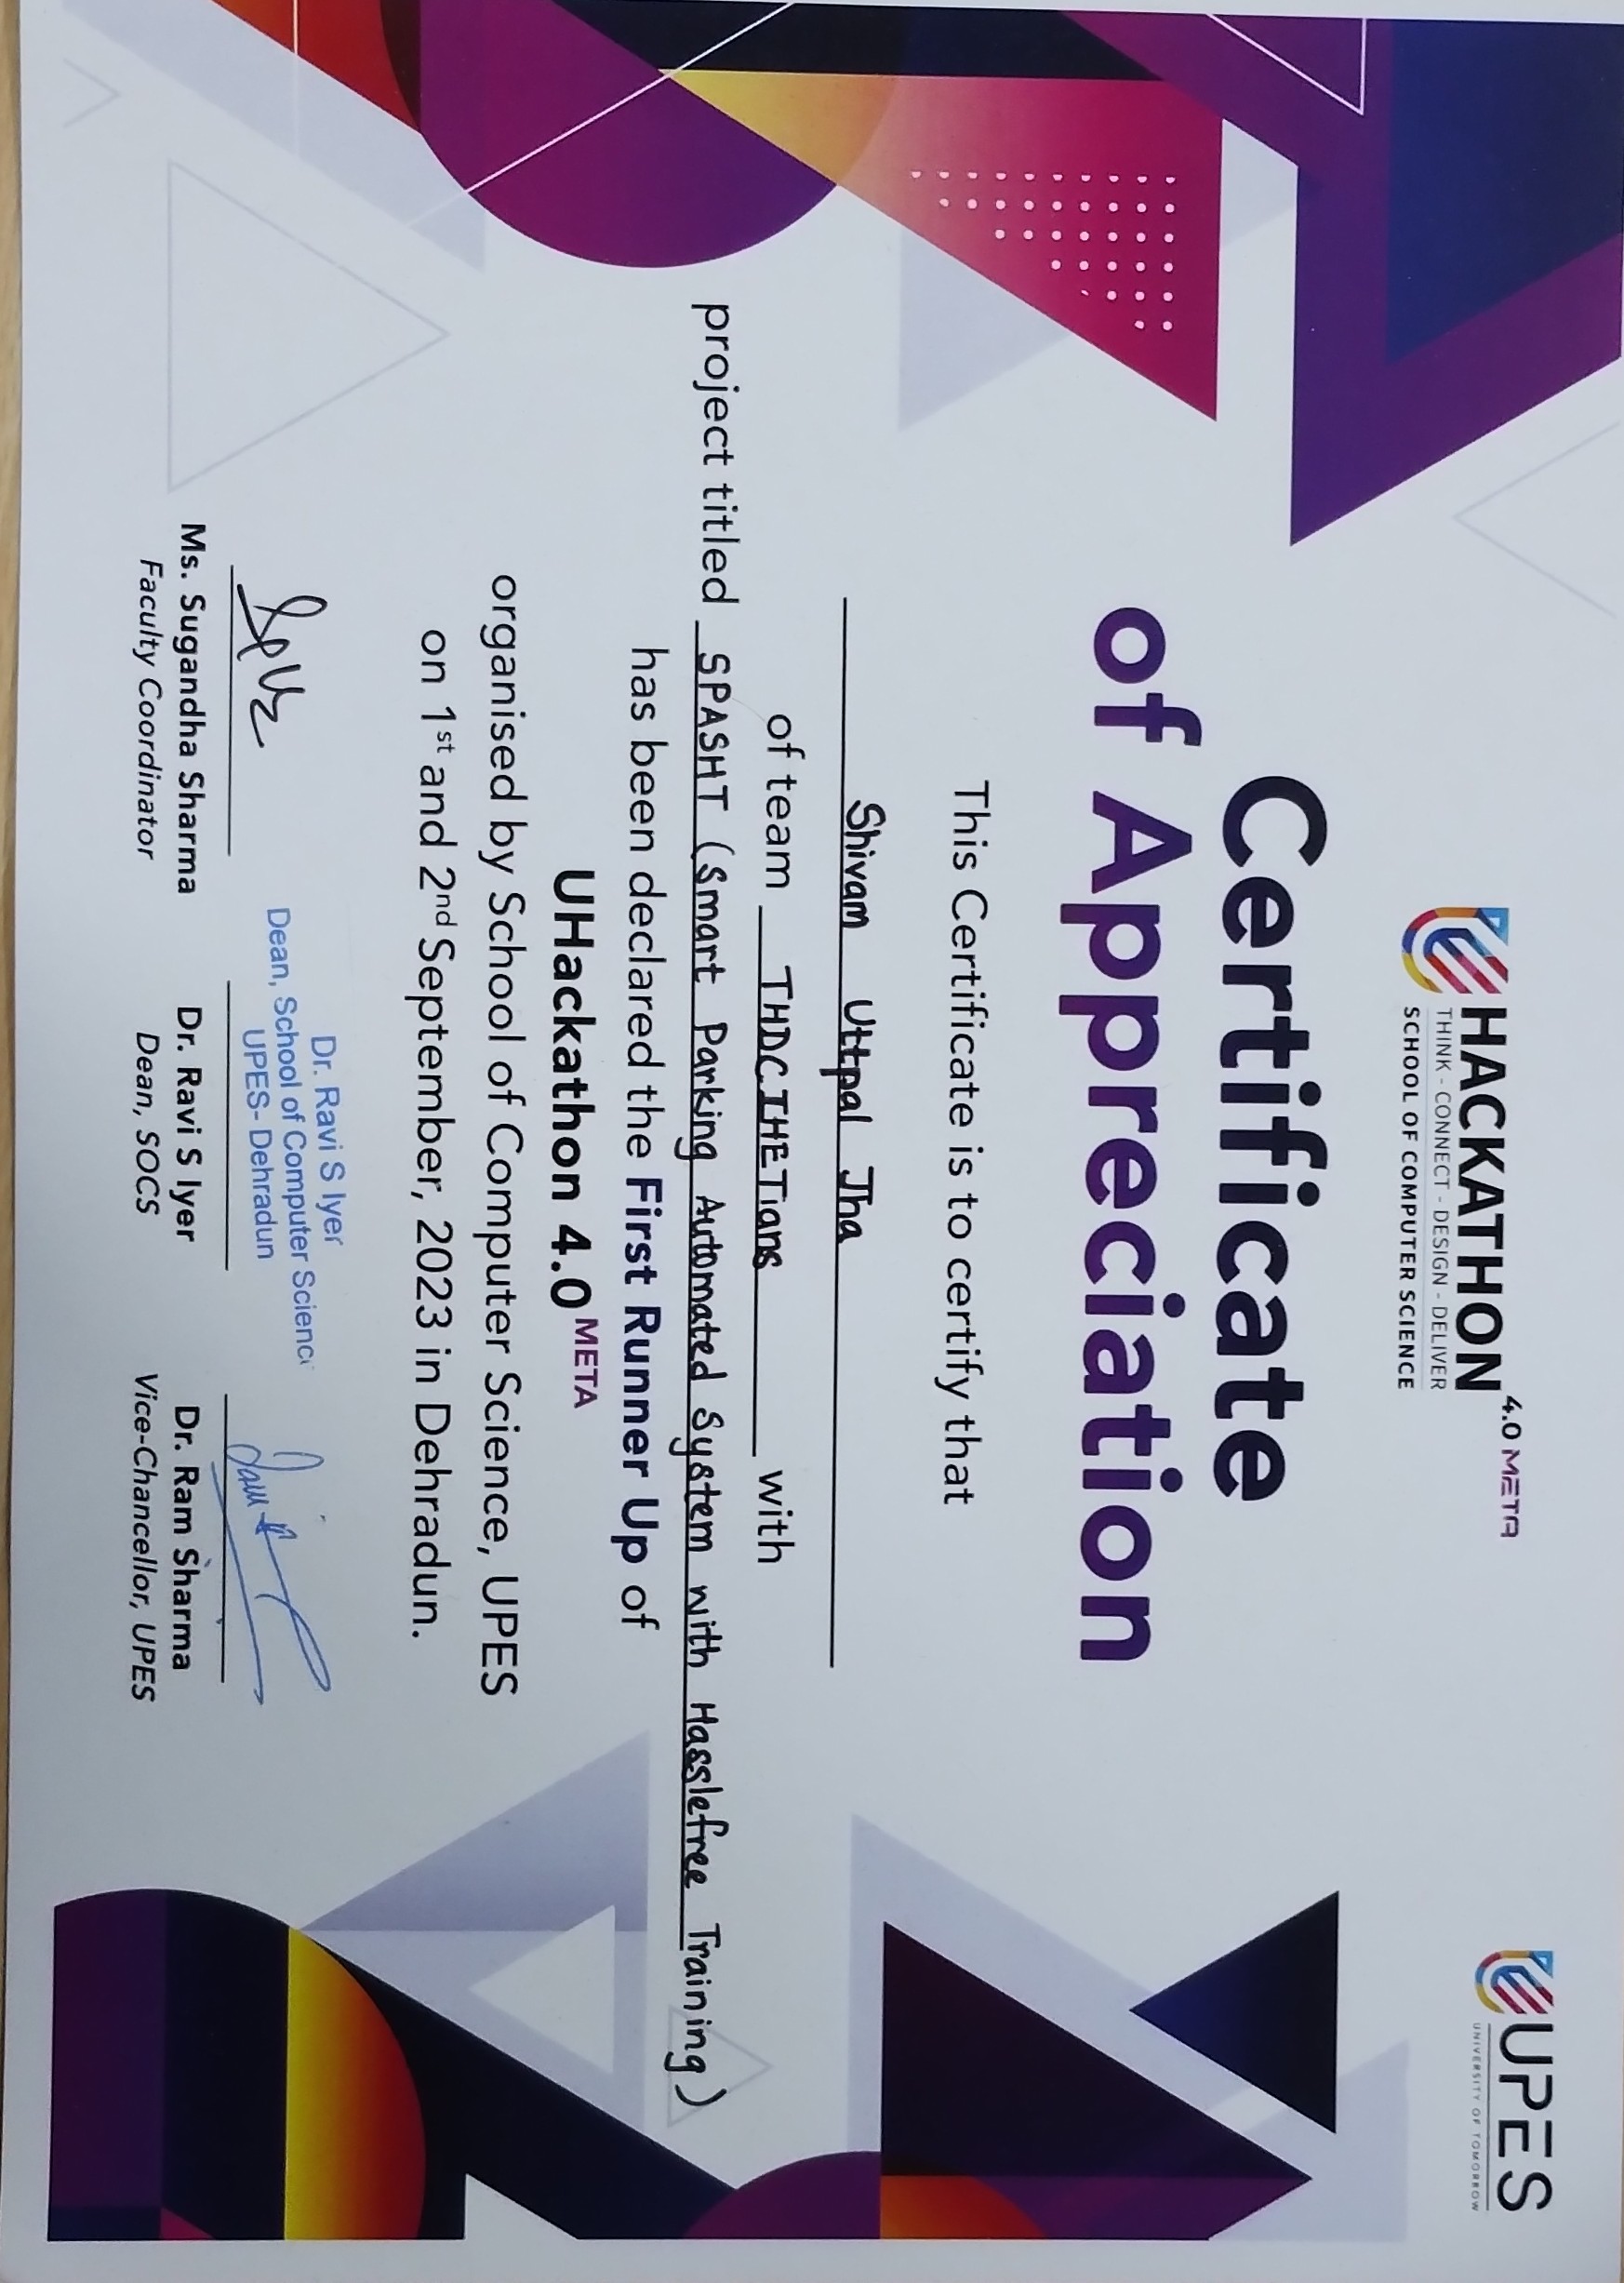 4.0 META
HACKATHON
THINK - CONNECT - DESIGN - DELIVER
SCHOOL OF COMPUTER SCIENCE
UPES
UNIVERSITY OF TOMORROW
Certificate
of Appreciation
This Certificate is to certify that
Shivam Uttpal Jha
of team THDCIHETians with
project titled SPASHT (Smart Parking Automated System with Hasslefree Training)
has been declared the First Runner Up of
UHackathon 4.0 META
organised by School of Computer Science, UPES
on 1st and 2nd September, 2023 in Dehradun.
Dr. Ravi S Iyer
Dean, School of Computer Science
UPES- Dehradun
Ms. Sugandha Sharma
Faculty Coordinator
Dr. Ravi S Iyer
Dean, SOCS
Dr. Ram Sharma
Vice-Chancellor, UPES